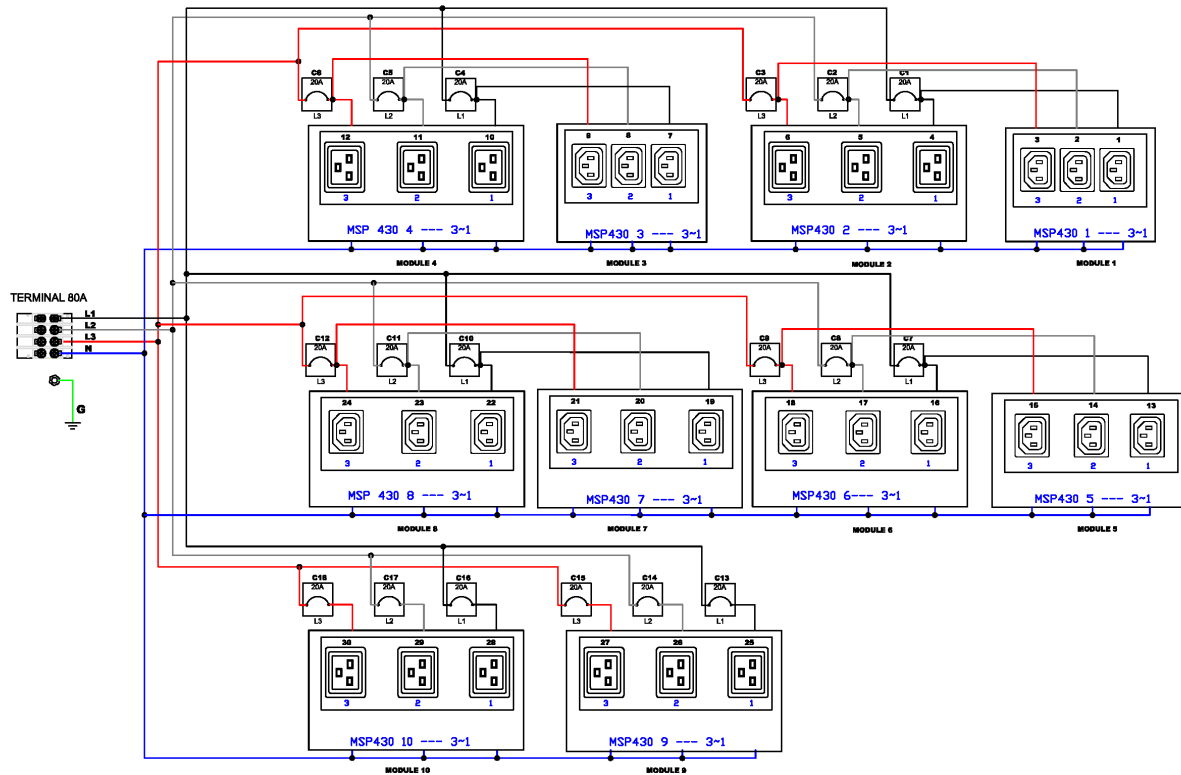 C6 C5 C4 C3 C2 C1
20A 20A 20A 20A 20A 20A
L3 L2 L1 L3 L2 L1
12 11 10 9 8 7 6 5 4 3 2 1
3 2 1 3 2 1 3 2 1 3 2 1
MSP 430 4 --- 3~1 MSP430 3 --- 3~1 MSP430 2 --- 3~1 MSP430 1 --- 3~1
MODULE 4 MODULE 3 MODULE 2 MODULE 1
TERMINAL 80A
L1
L2
L3
N
G
C12 C11 C10 C9 C8 C7
20A 20A 20A 20A 20A 20A
L3 L2 L1 L3 L2 L1
24 23 22 21 20 19 18 17 16 15 14 13
3 2 1 3 2 1 3 2 1 3 2 1
MSP 430 8 --- 3~1 MSP430 7 --- 3~1 MSP430 6--- 3~1 MSP430 5 --- 3~1
MODULE 8 MODULE 7 MODULE 6 MODULE 5
C18 C17 C16 C15 C14 C13
20A 20A 20A 20A 20A 20A
L3 L2 L1 L3 L2 L1
30 29 28 27 26 25
3 2 1 3 2 1
MSP430 10 --- 3~1 MSP430 9 --- 3~1
MODULE 10 MODULE 9